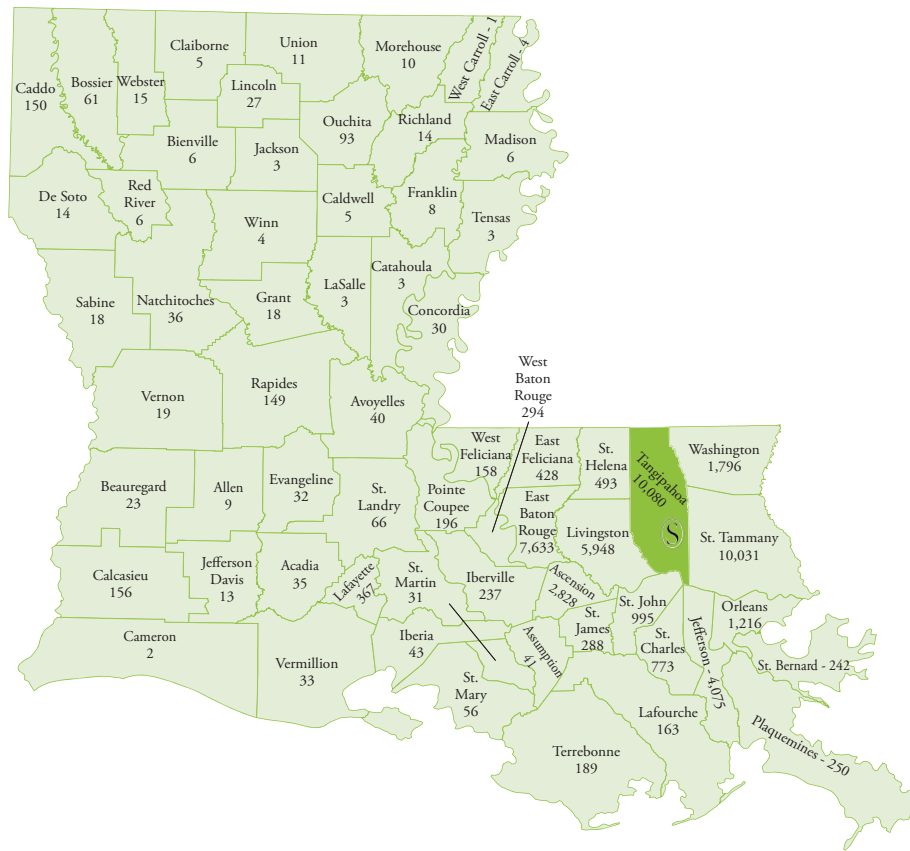 Caddo
150
Bossier
61
Webster
15
Claiborne
5
Union
11
Lincoln
27
Morehouse
10
West Carroll - 1
East Carroll - 4
Ouchita
93
Richland
14
Madison
6
Bienville
6
Jackson
3
De Soto
14
Red
River
6
Winn
4
Caldwell
5
Franklin
8
Tensas
3
Sabine
18
Natchitoches
36
Grant
18
LaSalle
3
Catahoula
3
Concordia
30
Vernon
19
Rapides
149
Avoyelles
40
West
Baton
Rouge
294
West
Feliciana
158
East
Feliciana
428
St.
Helena
493
Tangipahoa
10,080
S
Washington
1,796
Beauregard
23
Allen
9
Evangeline
32
St.
Landry
66
Pointe
Coupee
196
East
Baton
Rouge
7,633
Livingston
5,948
St. Tammany
10,031
Calcasieu
156
Jefferson
Davis
13
Acadia
35
Lafayette
367
St.
Martin
31
Iberville
237
Ascension
2,828
St. John
995
Orleans
1,216
Cameron
2
Vermillion
33
Iberia
43
St.
Mary
56
Assumption
41
St.
James
288
St.
Charles
773
Jefferson - 4,075
St. Bernard - 242
Lafourche
163
Terrebonne
189
Plaquemines - 250